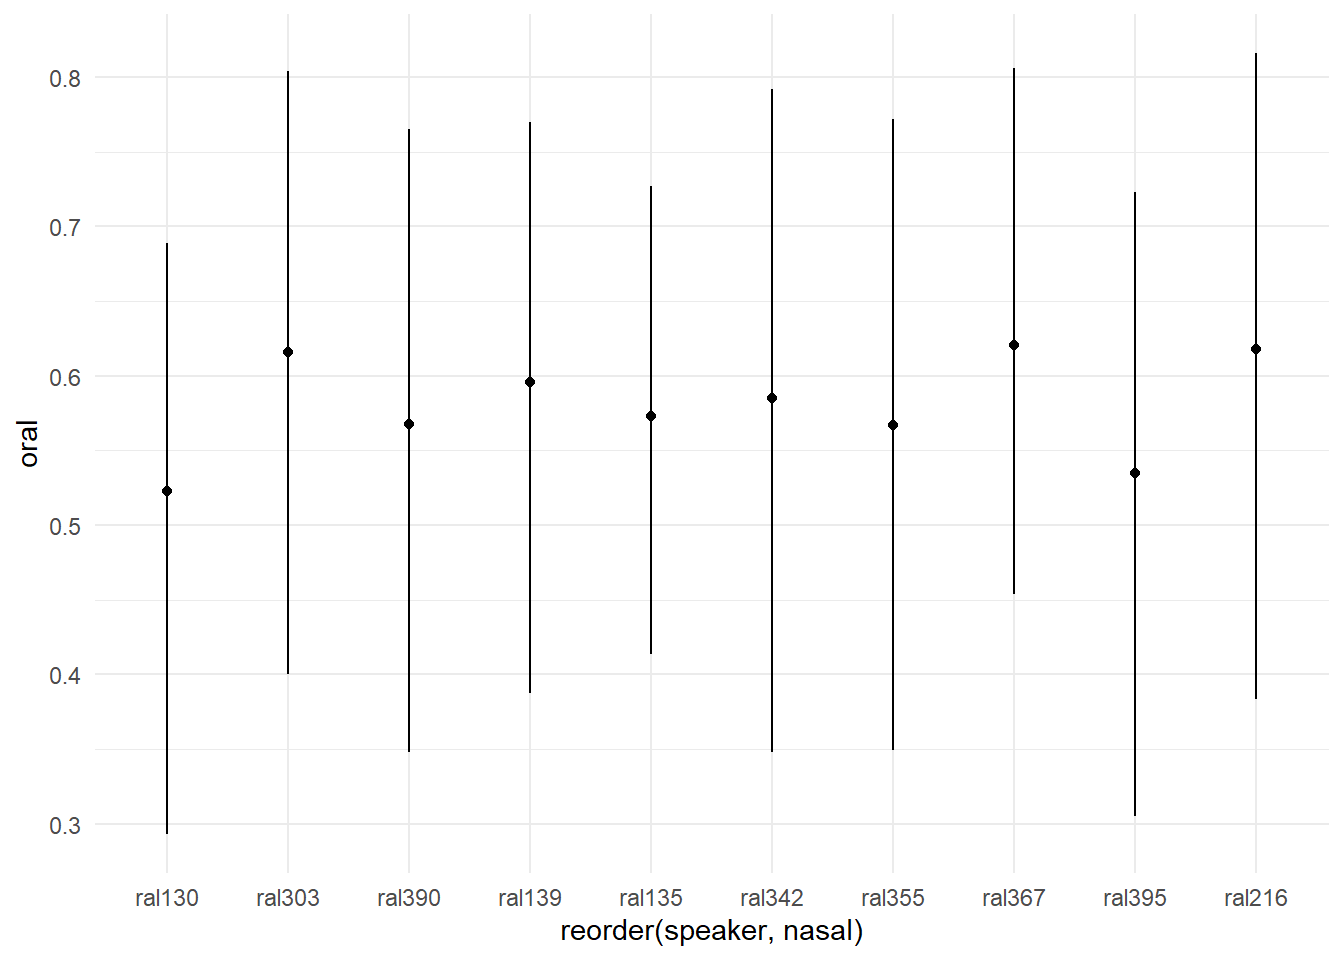 0.8
0.7
0.6
0.5
0.4
0.3
oral
ral130 ral303 ral390 ral139 ral135 ral342 ral355 ral367 ral395 ral216
reorder(speaker, nasal)